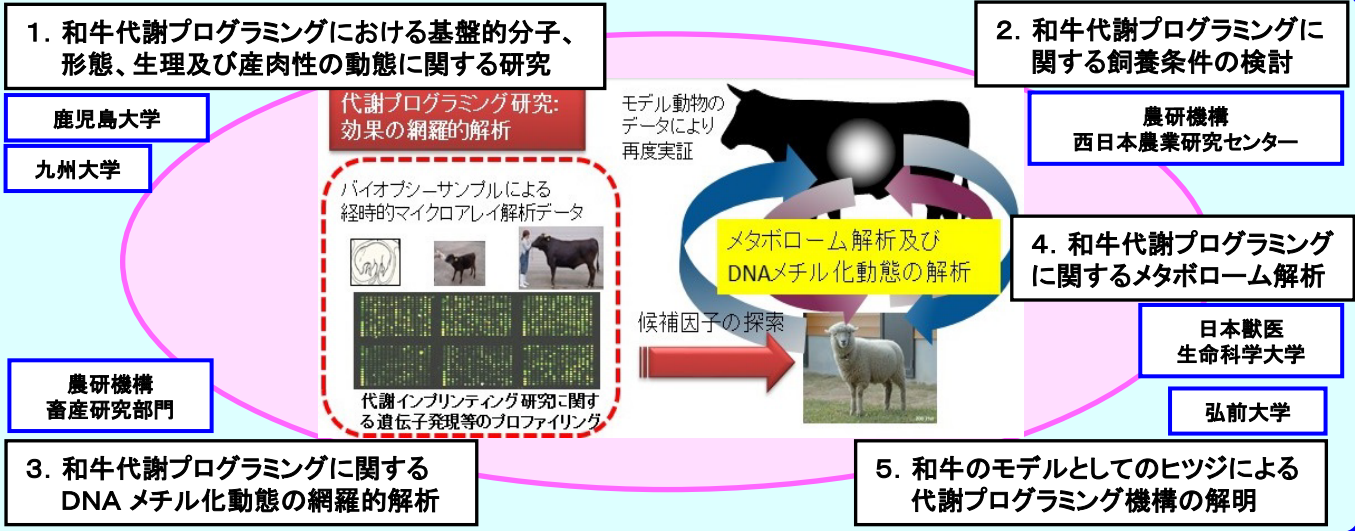 1. 和牛代謝プログラミングにおける基盤的分子、
形態、生理及び産肉性の動態に関する研究
鹿児島大学
九州大学
2. 和牛代謝プログラミングに
関する飼養条件の検討
農研機構
西日本農業研究センター
代謝プログラミング研究:
効果の網羅的解析
モデル動物の
データにより
再度実証
バイオプシーサンプルによる
経時的マイクロアレイ解析データ
メタボローム解析及び
DNAメチル化動態の解析
4. 和牛代謝プログラミング
に関するメタボローム解析
候補因子の探索
日本獣医
生命科学大学
弘前大学
農研機構
畜産研究部門
代謝インプリンティング研究に関す
る遺伝子発現等のプロファイリング
3. 和牛代謝プログラミングに関する
DNA メチル化動態の網羅的解析
5. 和牛のモデルとしてのヒツジによる
代謝プログラミング機構の解明